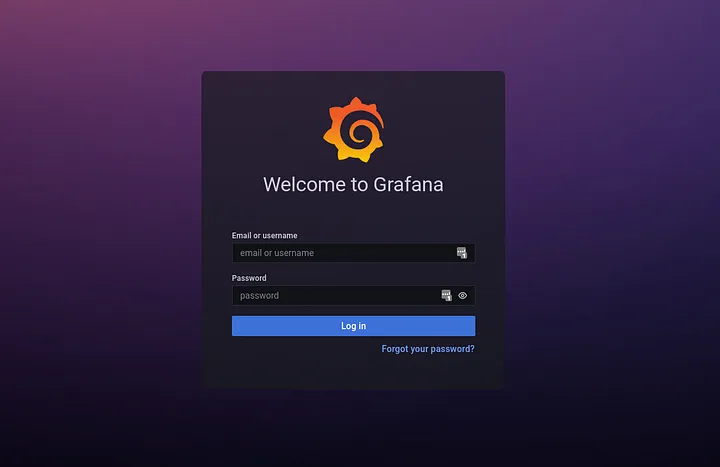 Welcome to Grafana
Email or username
email or username
Password
password
Log in
Forgot your password?